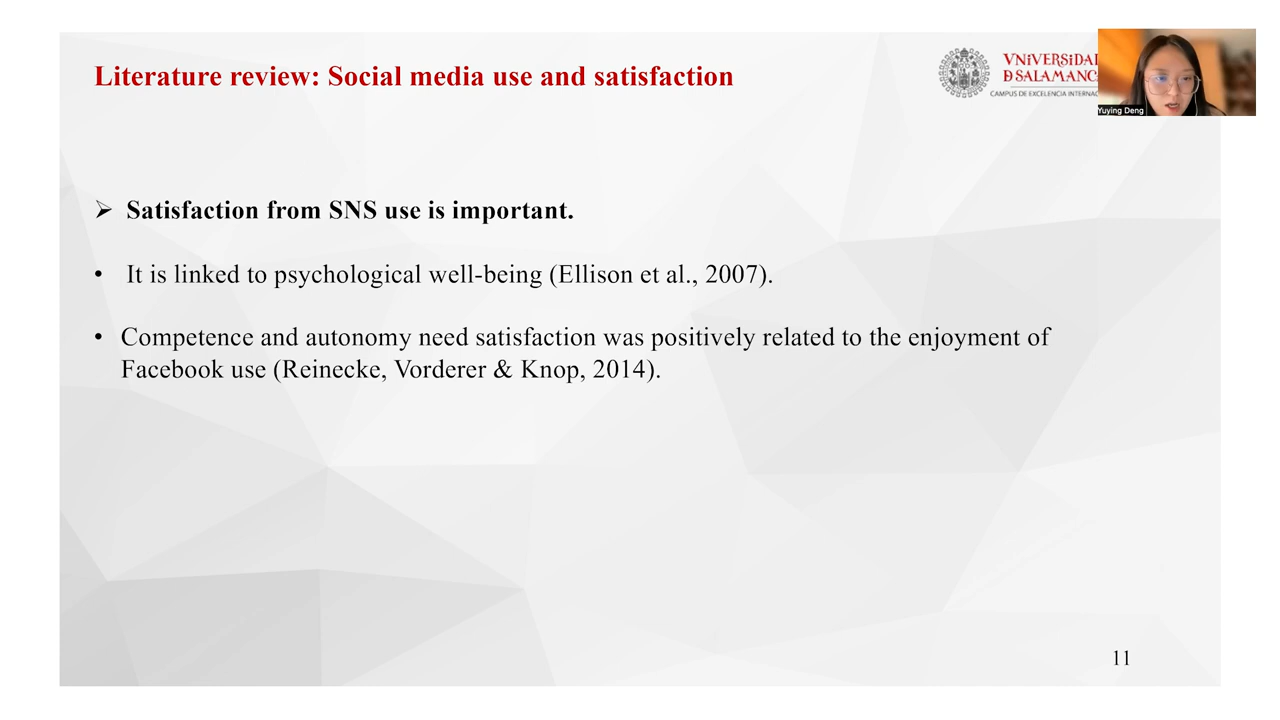 Literature review: Social media use and satisfaction
VNiVERSiDAD
D SALAMANCA
CAMPUS DE EXCELENCIA
Yuying Deng
➢ Satisfaction from SNS use is important.
• It is linked to psychological well-being (Ellison et al., 2007).
• Competence and autonomy need satisfaction was positively related to the enjoyment of
Facebook use (Reinecke, Vorderer & Knop, 2014).
11